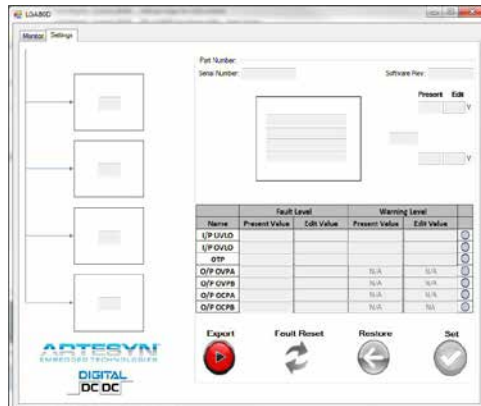 LGA80D
Monitor Settings
Part Number:
Serial Number: Software Rev:
Present Edit
V
V
Fault Level Warning Level
Name Present Value Edit Value Present Value Edit Value
I/P UVLO
I/P OVLO
OTP
O/P OVPA N/A N/A
O/P OVPB N/A N/A
O/P OCPA N/A N/A
O/P OCPB N/A NA
Export Fault Reset Restore Set
ARTESYN
EMBEDDED TECHNOLOGIES
DIGITAL
DC DC